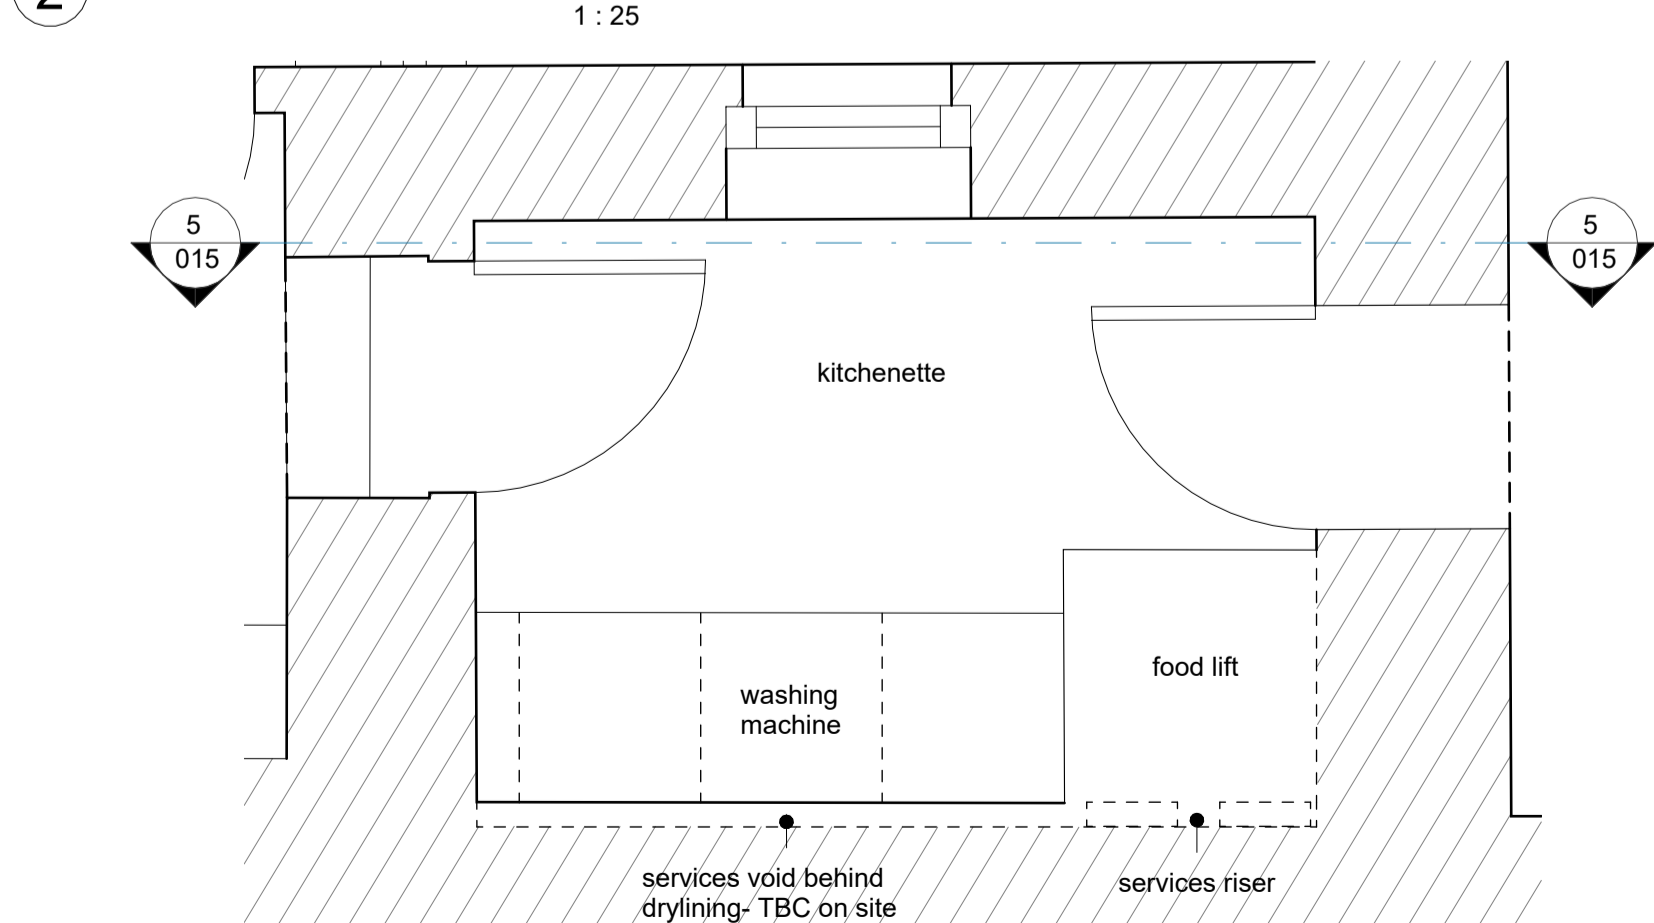 2
1 : 25
5
015
5
015
kitchenette
food lift
washing
machine
services void behind
drylining- TBC on site
services riser